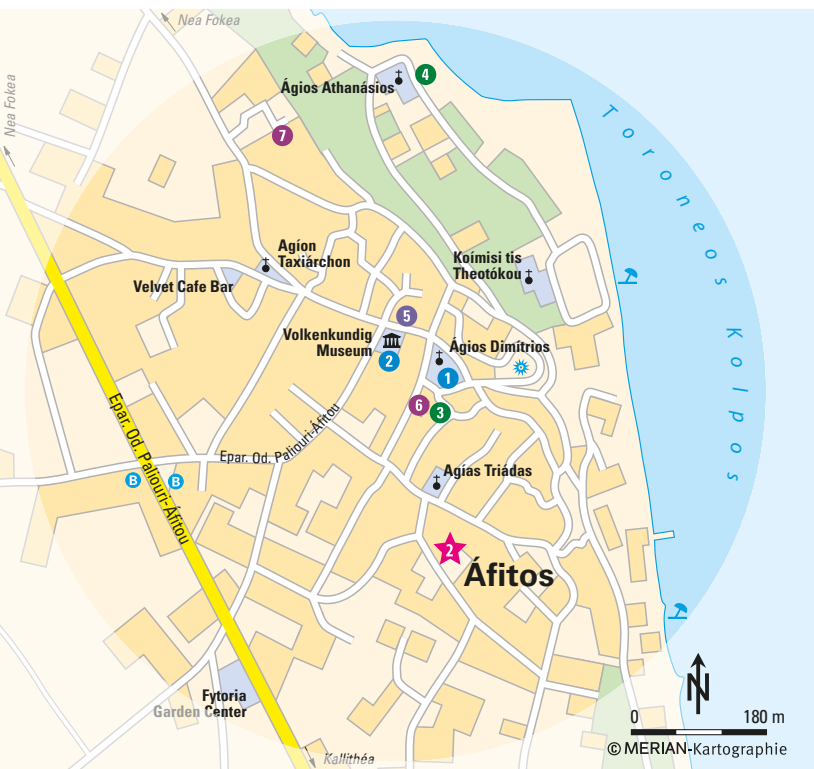 Nea Fokea
Nea Fokea
Ágios Athanásios
4
7
Toroneos Kolpos
Agíon
Taxiárchon
Koímisi tis
Theotókou
Velvet Cafe Bar
5
Volkenkundig
Museum
2
Ágios Dimítrios
1
6
3
Epar. Od. Paliouri-Áfitou
Epar. Od. Paliouri-Áfitou
Agías Triádas
B
B
2
Áfitos
N
Fytoria
Garden Center
0
180 m
© MERIAN-Kartographie
Kallithéa